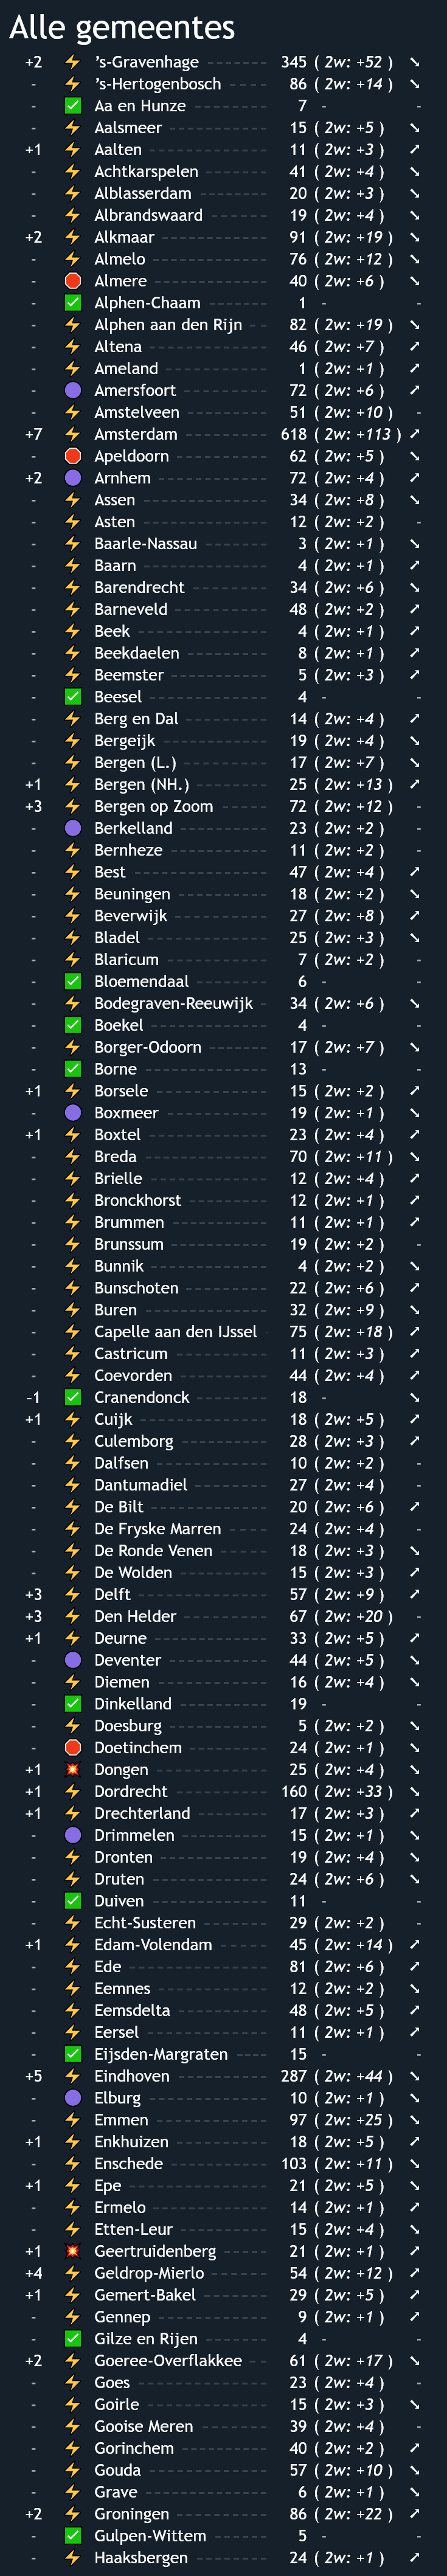 Alle gemeentes
+2 ⚡ ’s-Gravenhage 345 ( 2w: +52 ) ➘
- ⚡ ’s-Hertogenbosch 86 ( 2w: +14 ) ➘
- ✅ Aa en Hunze 7 - -
- ⚡ Aalsmeer 15 ( 2w: +5 ) ➘
+1 ⚡ Aalten 11 ( 2w: +3 ) ➚
- ⚡ Achtkarspelen 41 ( 2w: +4 ) ➘
- ⚡ Alblasserdam 20 ( 2w: +3 ) ➘
- ⚡ Albrandswaard 19 ( 2w: +4 ) ➘
+2 ⚡ Alkmaar 91 ( 2w: +19 ) ➘
- ⚡ Almelo 76 ( 2w: +12 ) ➘
- 🛑 Almere 40 ( 2w: +6 ) ➘
- ✅ Alphen-Chaam 1 - -
- ⚡ Alphen aan den Rijn 82 ( 2w: +19 ) ➘
- ⚡ Altena 46 ( 2w: +7 ) ➚
- ⚡ Ameland 1 ( 2w: +1 ) ➚
- 🟣 Amersfoort 72 ( 2w: +6 ) ➚
- ⚡ Amstelveen 51 ( 2w: +10 ) -
+7 ⚡ Amsterdam 618 ( 2w: +113 ) ➚
- 🛑 Apeldoorn 62 ( 2w: +5 ) ➘
+2 🟣 Arnhem 72 ( 2w: +4 ) ➚
- ⚡ Assen 34 ( 2w: +8 ) ➘
- ⚡ Asten 12 ( 2w: +2 ) -
- ⚡ Baarle-Nassau 3 ( 2w: +1 ) ➘
- ⚡ Baarn 4 ( 2w: +1 ) ➚
- ⚡ Barendrecht 34 ( 2w: +6 ) ➘
- ⚡ Barneveld 48 ( 2w: +2 ) ➚
- ⚡ Beek 4 ( 2w: +1 ) ➚
- ⚡ Beekdaelen 8 ( 2w: +1 ) ➚
- ⚡ Beemster 5 ( 2w: +3 ) ➚
- ✅ Beesel 4 - -
- ⚡ Berg en Dal 14 ( 2w: +4 ) ➚
- ⚡ Bergeijk 19 ( 2w: +4 ) ➘
- ⚡ Bergen (L.) 17 ( 2w: +7 ) ➘
+1 ⚡ Bergen (NH.) 25 ( 2w: +13 ) ➚
+3 ⚡ Bergen op Zoom 72 ( 2w: +12 ) -
- 🟣 Berkelland 23 ( 2w: +2 ) -
- ⚡ Bernheze 11 ( 2w: +2 ) -
- ⚡ Best 47 ( 2w: +4 ) ➚
- ⚡ Beuningen 18 ( 2w: +2 ) ➘
- ⚡ Beverwijk 27 ( 2w: +8 ) ➚
- ⚡ Bladel 25 ( 2w: +3 ) ➘
- ⚡ Blaricum 7 ( 2w: +2 ) -
- ✅ Bloemendaal 6 - -
- ⚡ Bodegraven-Reeuwijk 34 ( 2w: +6 ) ➘
- ✅ Boekel 4 - -
- ⚡ Borger-Odoorn 17 ( 2w: +7 ) ➘
- ✅ Borne 13 - -
+1 ⚡ Borsele 15 ( 2w: +2 ) ➚
- 🟣 Boxmeer 19 ( 2w: +1 ) ➘
+1 ⚡ Boxtel 23 ( 2w: +4 ) ➚
- ⚡ Breda 70 ( 2w: +11 ) ➘
- ⚡ Brielle 12 ( 2w: +4 ) ➚
- ⚡ Bronckhorst 12 ( 2w: +1 ) ➚
- ⚡ Brummen 11 ( 2w: +1 ) ➚
- ⚡ Brunssum 19 ( 2w: +2 ) -
- ⚡ Bunnik 4 ( 2w: +2 ) ➘
- ⚡ Bunschoten 22 ( 2w: +6 ) ➚
- ⚡ Buren 32 ( 2w: +9 ) ➘
- ⚡ Capelle aan den IJssel 75 ( 2w: +18 ) ➚
- ⚡ Castricum 11 ( 2w: +3 ) ➚
- ⚡ Coevorden 44 ( 2w: +4 ) ➚
-1 ✅ Cranendonck 18 - ➘
+1 ⚡ Cuijk 18 ( 2w: +5 ) ➚
- ⚡ Culemborg 28 ( 2w: +3 ) ➚
- ⚡ Dalfsen 10 ( 2w: +2 ) -
- ⚡ Dantumadiel 27 ( 2w: +4 ) -
- ⚡ De Bilt 20 ( 2w: +6 ) ➚
- ⚡ De Fryske Marren 24 ( 2w: +4 ) -
- ⚡ De Ronde Venen 18 ( 2w: +3 ) ➘
- ⚡ De Wolden 15 ( 2w: +3 ) ➚
+3 ⚡ Delft 57 ( 2w: +9 ) ➚
+3 ⚡ Den Helder 67 ( 2w: +20 ) -
+1 ⚡ Deurne 33 ( 2w: +5 ) ➚
- 🟣 Deventer 44 ( 2w: +5 ) ➘
- ⚡ Diemen 16 ( 2w: +4 ) ➘
- ✅ Dinkelland 19 - -
- ⚡ Doesburg 5 ( 2w: +2 ) ➘
- 🛑 Doetinchem 24 ( 2w: +1 ) ➘
+1 💥 Dongen 25 ( 2w: +4 ) ➘
+1 ⚡ Dordrecht 160 ( 2w: +33 ) ➘
+1 ⚡ Drechterland 17 ( 2w: +3 ) ➚
- 🟣 Drimmelen 15 ( 2w: +1 ) ➘
- ⚡ Dronten 19 ( 2w: +4 ) ➘
- ⚡ Druten 24 ( 2w: +6 ) ➘
- ✅ Duiven 11 - -
- ⚡ Echt-Susteren 29 ( 2w: +2 ) -
+1 ⚡ Edam-Volendam 45 ( 2w: +14 ) ➚
- ⚡ Ede 81 ( 2w: +6 ) ➚
- ⚡ Eemnes 12 ( 2w: +2 ) ➘
- ⚡ Eemsdelta 48 ( 2w: +5 ) ➚
- ⚡ Eersel 11 ( 2w: +1 ) ➚
- ✅ Eijsden-Margraten 15 - -
+5 ⚡ Eindhoven 287 ( 2w: +44 ) ➘
- 🟣 Elburg 10 ( 2w: +1 ) ➘
- ⚡ Emmen 97 ( 2w: +25 ) ➘
+1 ⚡ Enkhuizen 18 ( 2w: +5 ) ➚
- ⚡ Enschede 103 ( 2w: +11 ) ➘
+1 ⚡ Epe 21 ( 2w: +5 ) ➘
- ⚡ Ermelo 14 ( 2w: +1 ) ➚
- ⚡ Etten-Leur 15 ( 2w: +4 ) ➘
+1 💥 Geertruidenberg 21 ( 2w: +1 ) ➚
+4 ⚡ Geldrop-Mierlo 54 ( 2w: +12 ) ➚
+1 ⚡ Gemert-Bakel 29 ( 2w: +5 ) ➚
- ⚡ Gennep 9 ( 2w: +1 ) ➚
- ✅ Gilze en Rijen 4 - -
+2 ⚡ Goeree-Overflakkee 61 ( 2w: +17 ) ➘
- ⚡ Goes 23 ( 2w: +4 ) -
- ⚡ Goirle 15 ( 2w: +3 ) ➘
- ⚡ Gooise Meren 39 ( 2w: +4 ) -
- ⚡ Gorinchem 40 ( 2w: +2 ) ➚
- ⚡ Gouda 57 ( 2w: +10 ) ➘
- ⚡ Grave 6 ( 2w: +1 ) ➘
+2 ⚡ Groningen 86 ( 2w: +22 ) ➚
- ✅ Gulpen-Wittem 5 - -
- ⚡ Haaksbergen 24 ( 2w: +1 ) ➚